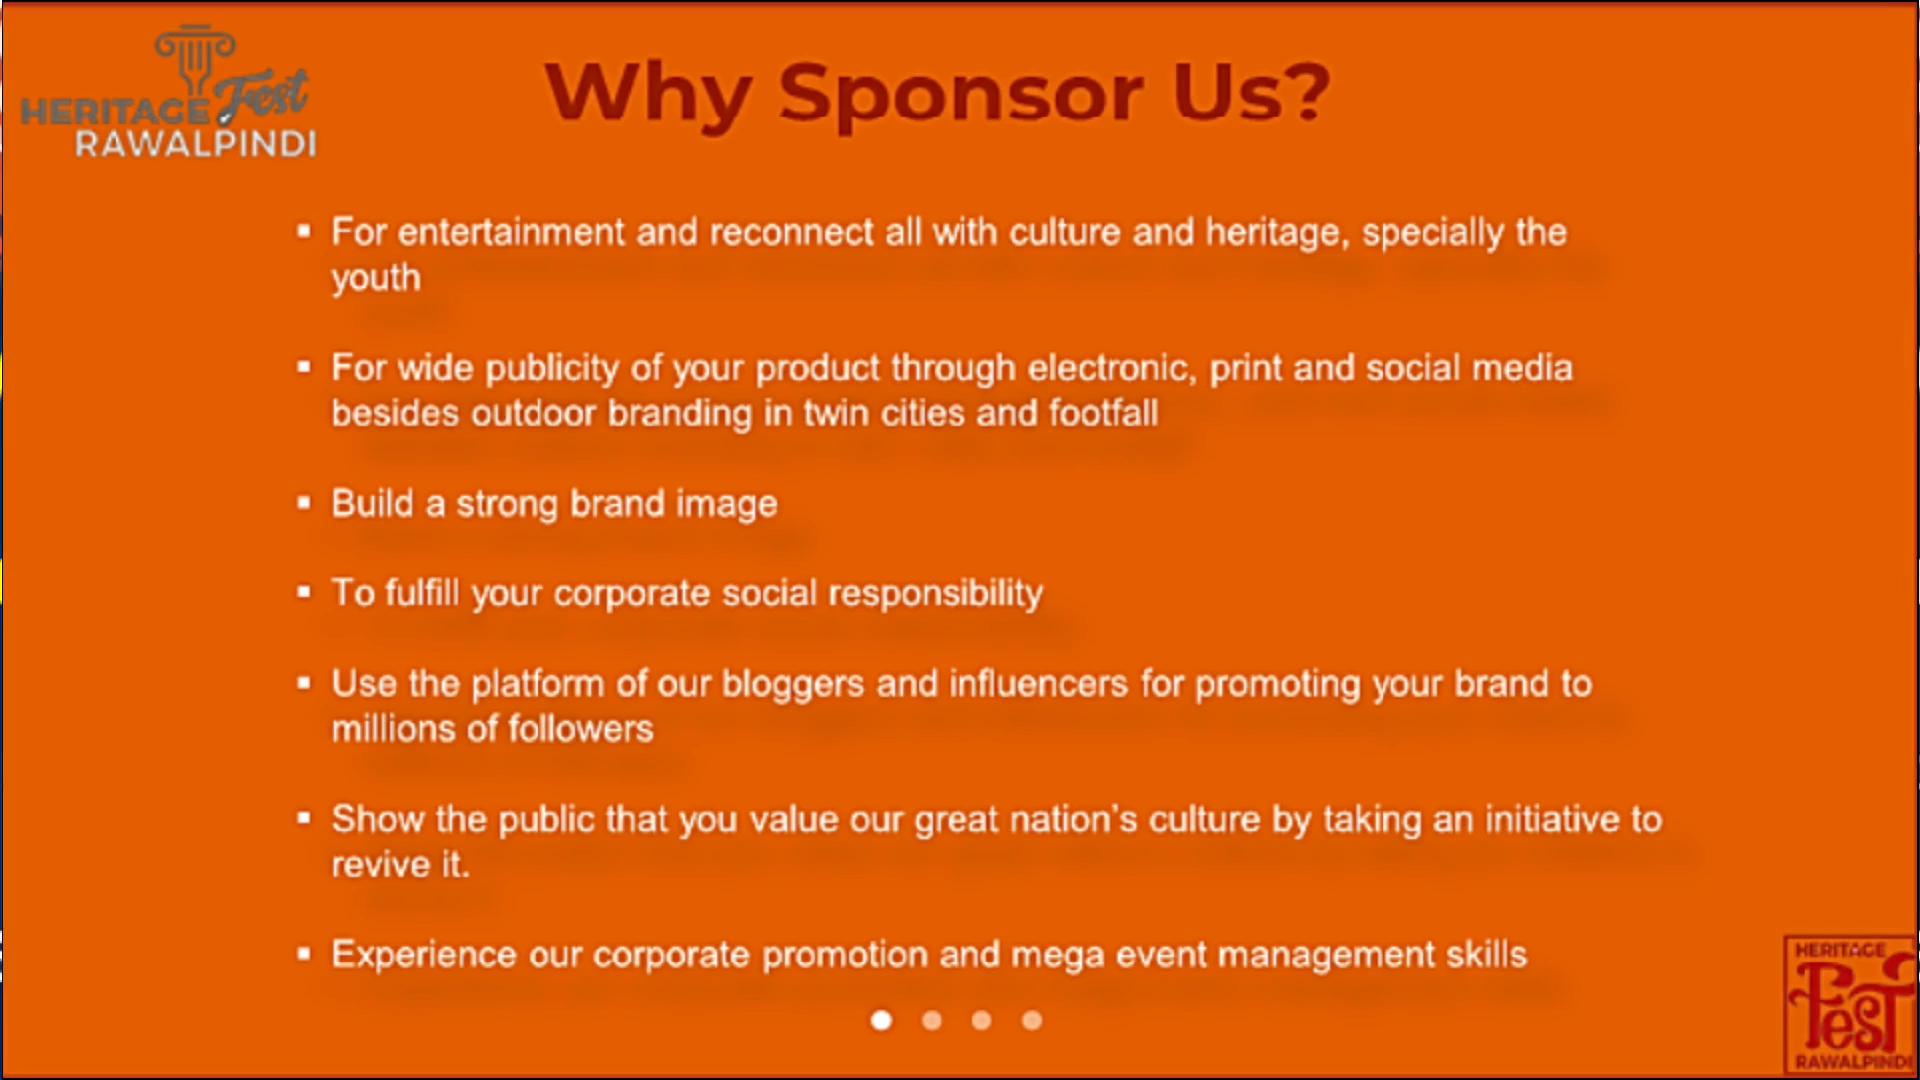 HERITAGE Fest
RAWALPINDI
Why Sponsor Us?
▪ For entertainment and reconnect all with culture and heritage, specially the
youth
▪ For wide publicity of your product through electronic, print and social media
besides outdoor branding in twin cities and footfall
▪ Build a strong brand image
▪ To fulfill your corporate social responsibility
▪ Use the platform of our bloggers and influencers for promoting your brand to
millions of followers
▪ Show the public that you value our great nation’s culture by taking an initiative to
revive it.
▪ Experience our corporate promotion and mega event management skills
HERITAGE
FesT
RAWALPINDI